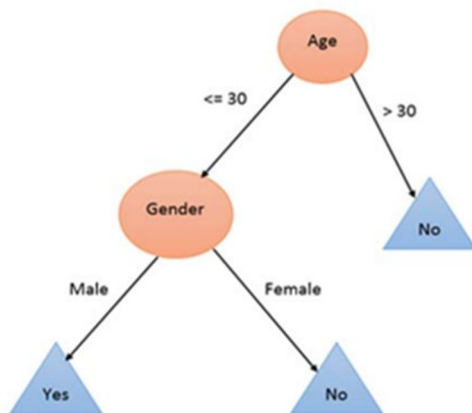 Age
<= 30
> 30
Gender
No
Male
Female
Yes
No